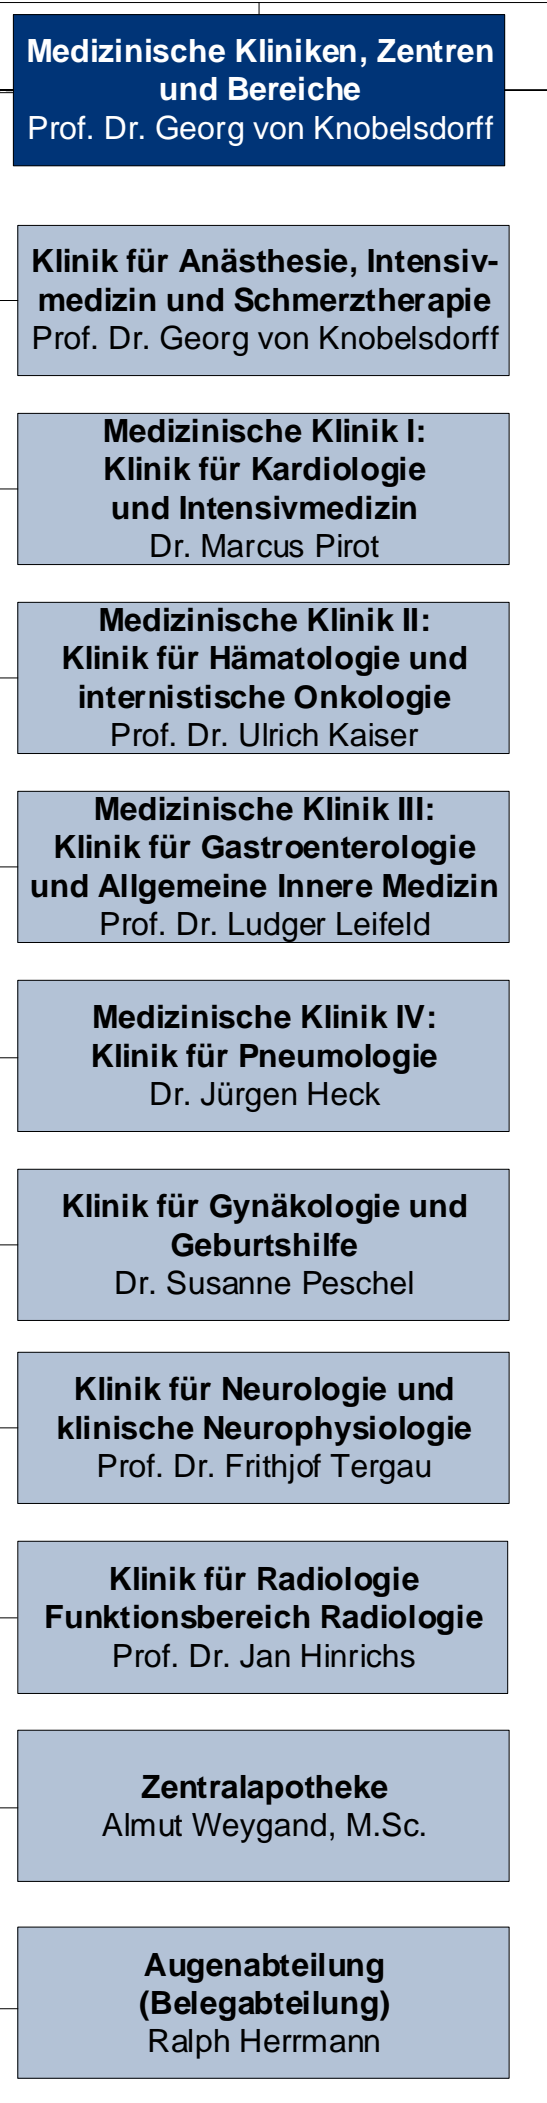 Medizinische Kliniken, Zentren
und Bereiche
Prof. Dr. Georg von Knobelsdorff
Klinik für Anästhesie, Intensiv-
medizin und Schmerztherapie
Prof. Dr. Georg von Knobelsdorff
Medizinische Klinik I:
Klinik für Kardiologie
und Intensivmedizin
Dr. Marcus Pirot
Medizinische Klinik II:
Klinik für Hämatologie und
internistische Onkologie
Prof. Dr. Ulrich Kaiser
Medizinische Klinik III:
Klinik für Gastroenterologie
und Allgemeine Innere Medizin
Prof. Dr. Ludger Leifeld
Medizinische Klinik IV:
Klinik für Pneumologie
Dr. Jürgen Heck
Klinik für Gynäkologie und
Geburtshilfe
Dr. Susanne Peschel
Klinik für Neurologie und
klinische Neurophysiologie
Prof. Dr. Frithjof Tergau
Klinik für Radiologie
Funktionsbereich Radiologie
Prof. Dr. Jan Hinrichs
Zentralapotheke
Almut Weygand, M.Sc.
Augenabteilung
(Belegabteilung)
Ralph Herrmann